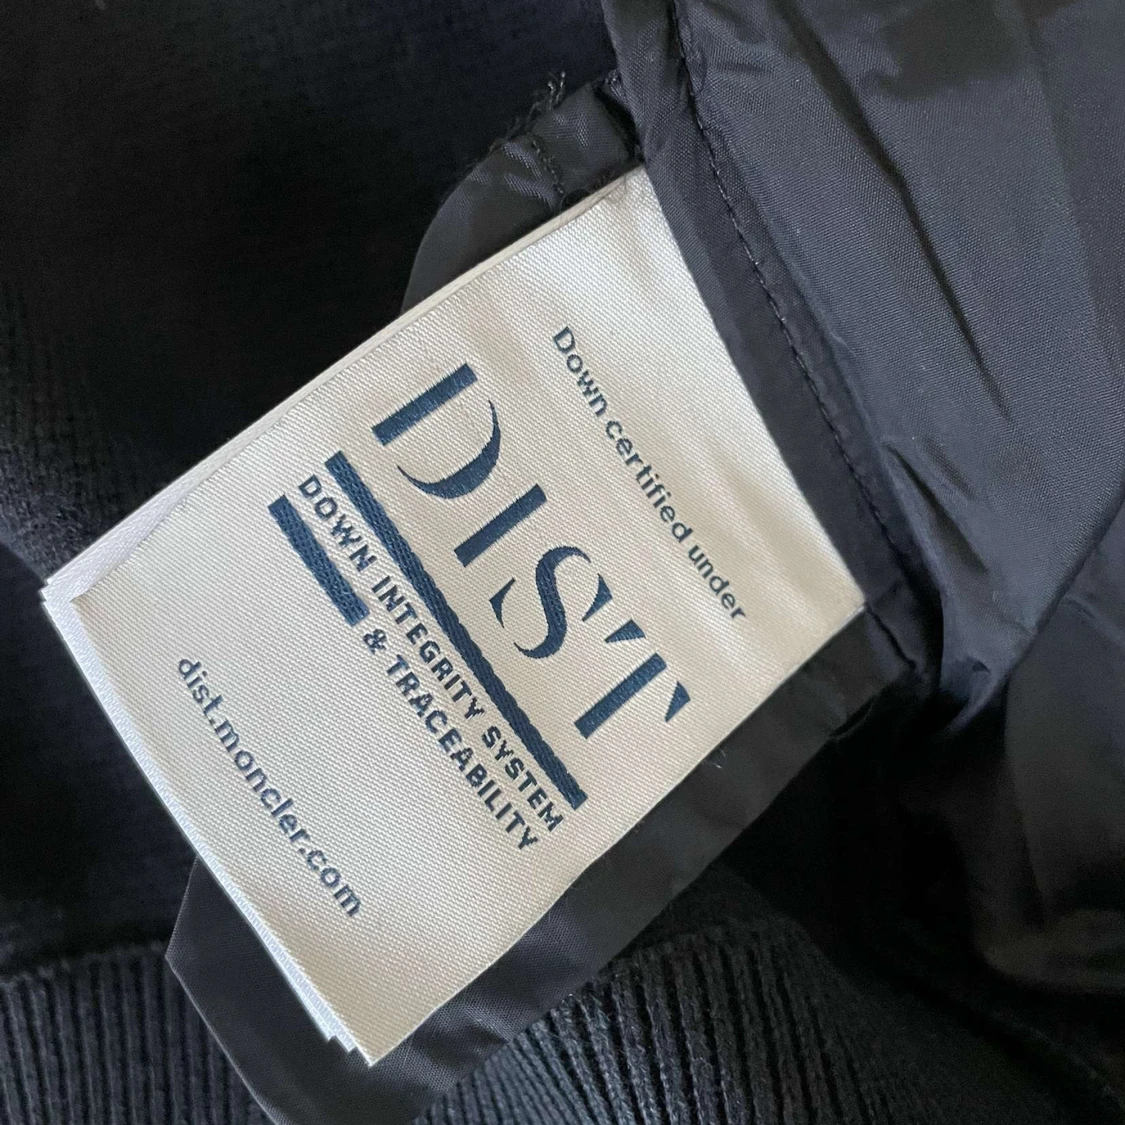 Down certified under
DIST
DOWN INTEGRITY SYSTEM
& TRACEABILITY
dist.moncler.com